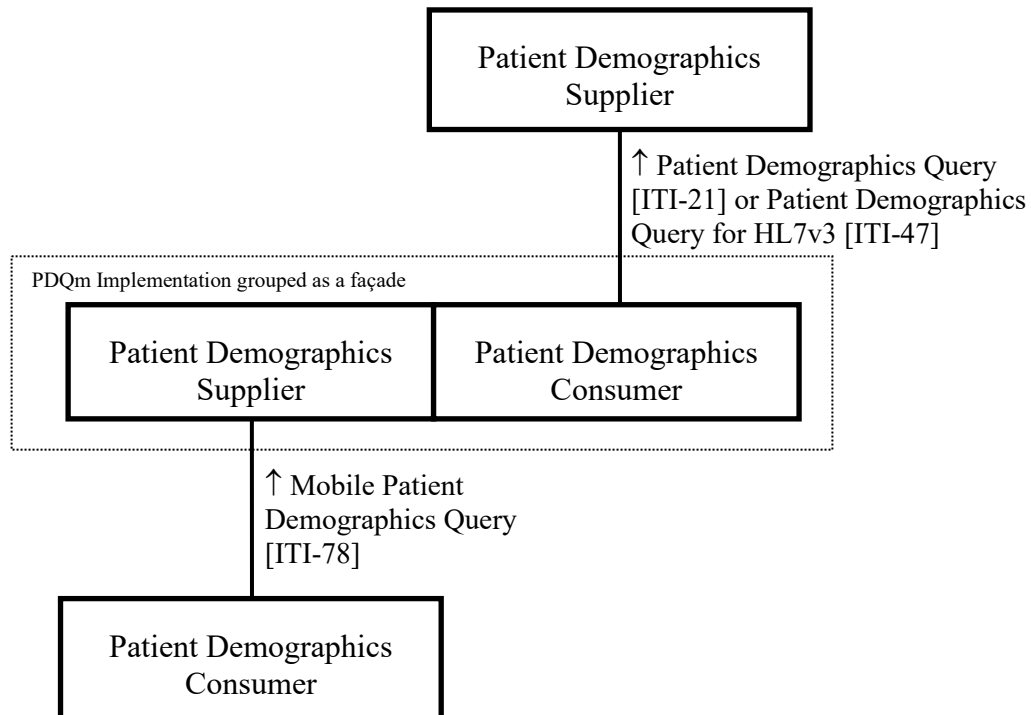 Patient Demographics
Supplier
↑ Patient Demographics Query
[ITI-21] or Patient Demographics
Query for HL7v3 [ITI-47]
PDQm Implementation grouped as a façade
Patient Demographics
Supplier
Patient Demographics
Consumer
↑ Mobile Patient
Demographics Query
[ITI-78]
Patient Demographics
Consumer